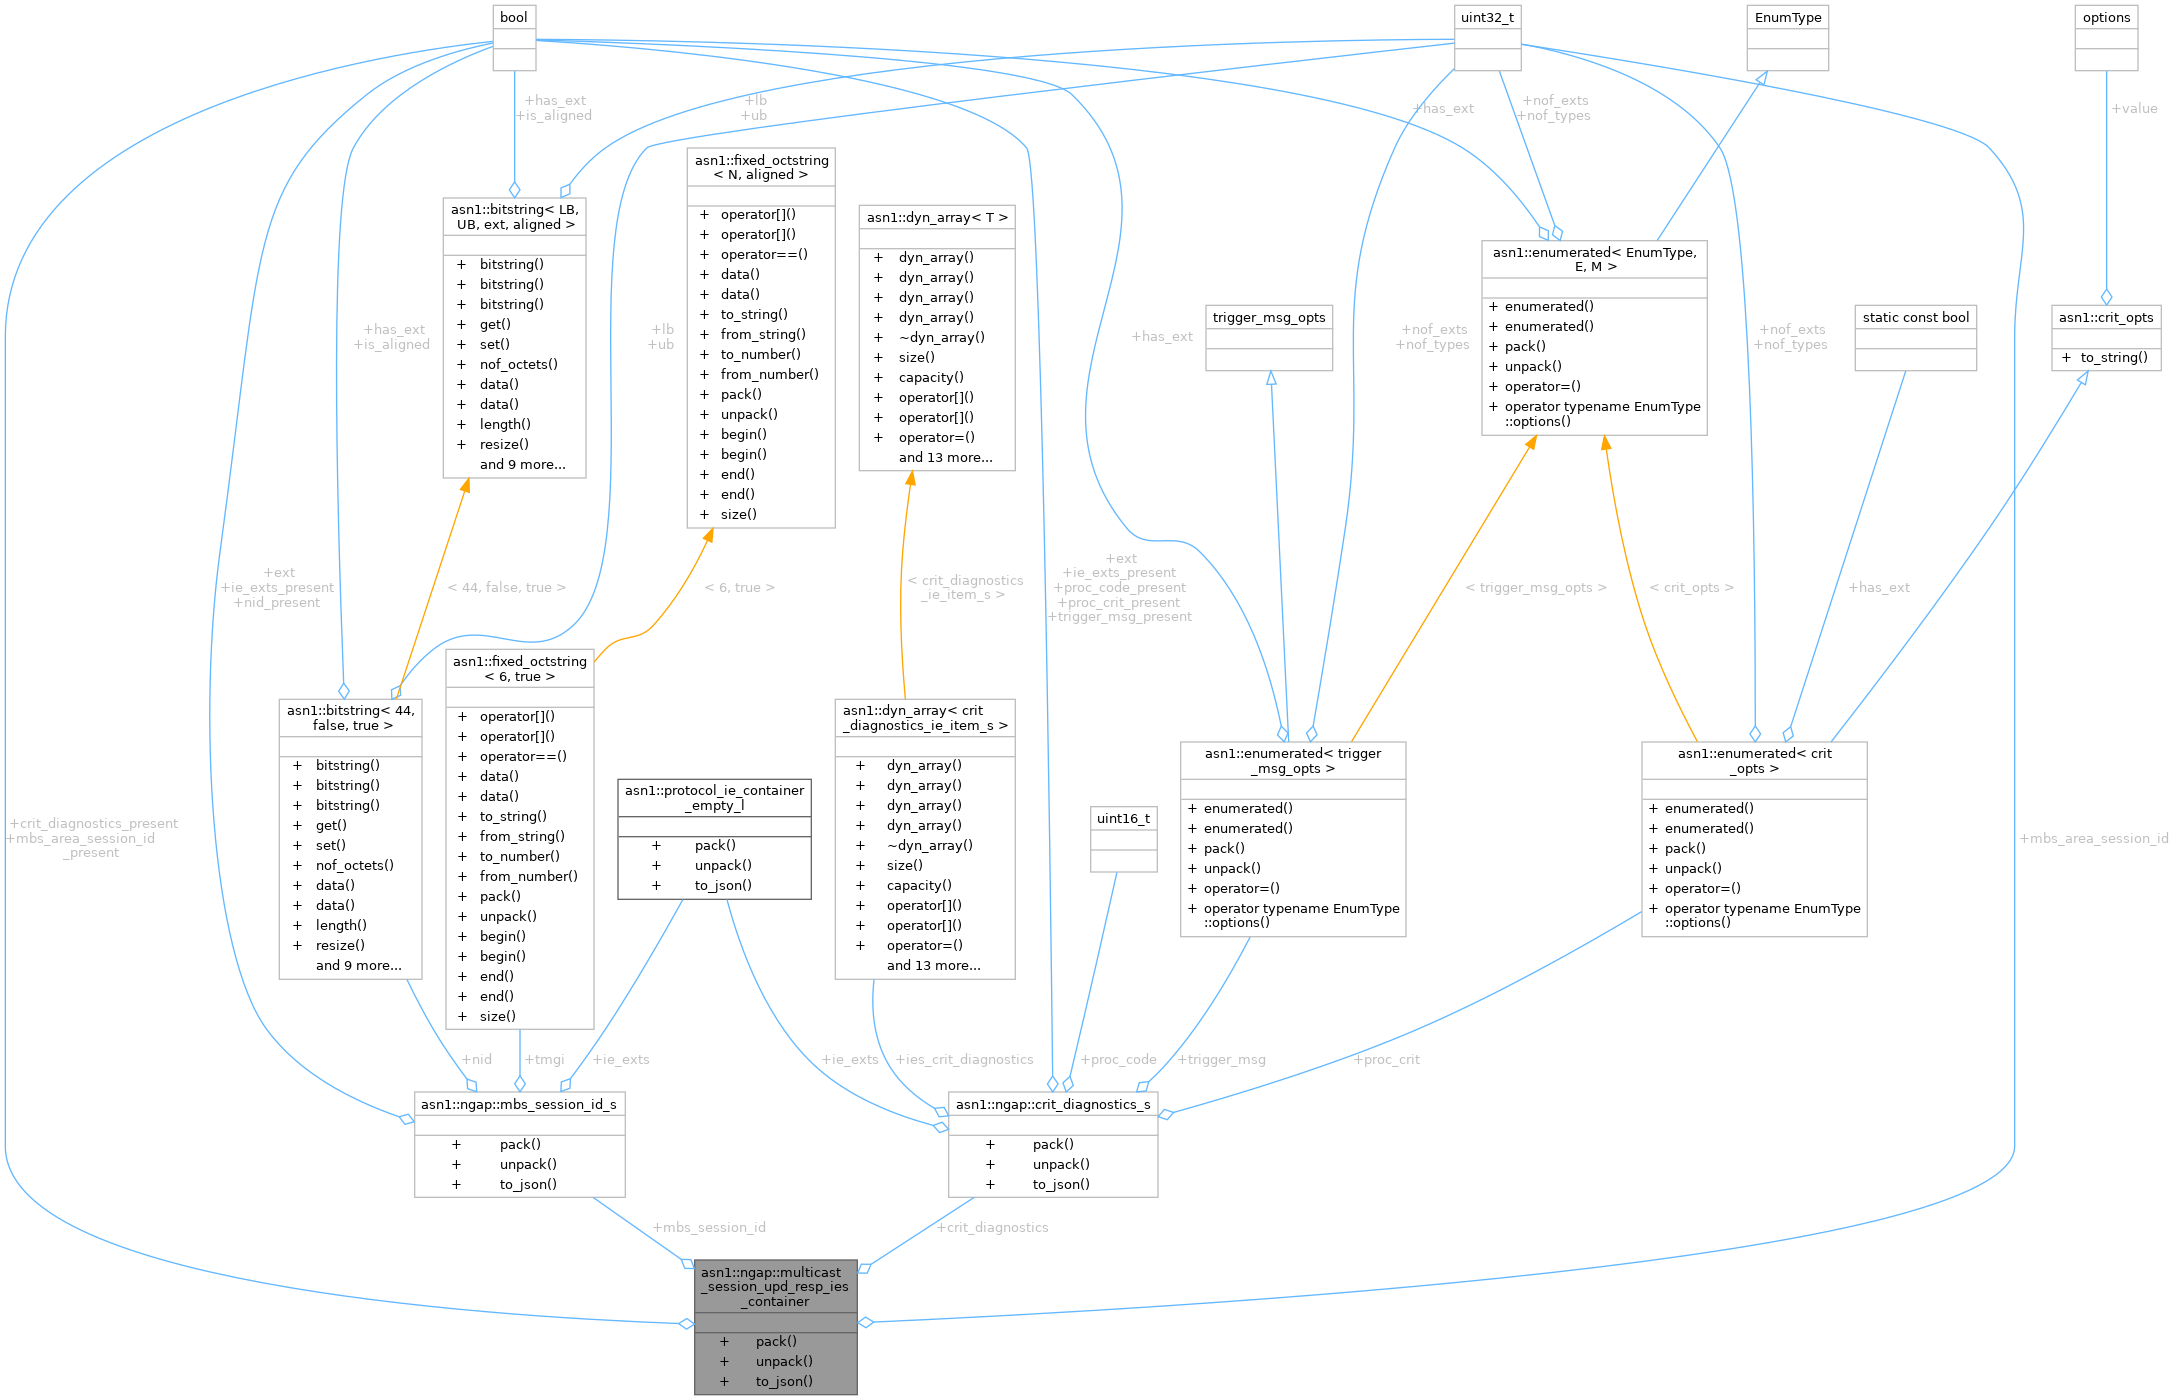 bool
uint32_t
EnumType
options
+has_ext
+is_aligned
+lb
+ub
+has_ext
+nof_exts
+nof_types
+value
asn1::bitstring< LB,
UB, ext, aligned >
+ bitstring()
+ bitstring()
+ bitstring()
+ get()
+ set()
+ nof_octets()
+ data()
+ data()
+ length()
+ resize()
and 9 more...
asn1::fixed_octstring
< N, aligned >
+ operator[]()
+ operator[]()
+ operator==()
+ data()
+ data()
+ to_string()
+ from_string()
+ to_number()
+ from_number()
+ pack()
+ unpack()
+ begin()
+ begin()
+ end()
+ end()
+ size()
asn1::dyn_array< T >
+ dyn_array()
+ dyn_array()
+ dyn_array()
+ dyn_array()
+ ~dyn_array()
+ size()
+ capacity()
+ operator[]()
+ operator[]()
+ operator=()
and 13 more...
asn1::enumerated< EnumType,
E, M >
+ enumerated()
+ enumerated()
+ pack()
+ unpack()
+ operator=()
+ operator typename EnumType
::options()
trigger_msg_opts
static const bool
asn1::crit_opts
+ to_string()
+has_ext
+is_aligned
+lb
+ub
+has_ext
+nof_exts
+nof_types
+nof_exts
+nof_types
+ext
+ie_exts_present
+nid_present
< 44, false, true >
< 6, true >
< crit_diagnostics
_ie_item_s >
+ext
+ie_exts_present
+proc_code_present
+proc_crit_present
+trigger_msg_present
< trigger_msg_opts >
< crit_opts >
+has_ext
asn1::bitstring< 44,
false, true >
+ bitstring()
+ bitstring()
+ bitstring()
+ get()
+ set()
+ nof_octets()
+ data()
+ data()
+ length()
+ resize()
and 9 more...
asn1::fixed_octstring
< 6, true >
+ operator[]()
+ operator[]()
+ operator==()
+ data()
+ data()
+ to_string()
+ from_string()
+ to_number()
+ from_number()
+ pack()
+ unpack()
+ begin()
+ begin()
+ end()
+ end()
+ size()
asn1::protocol_ie_container
_empty_l
+ pack()
+ unpack()
+ to_json()
asn1::dyn_array< crit
_diagnostics_ie_item_s >
+ dyn_array()
+ dyn_array()
+ dyn_array()
+ dyn_array()
+ ~dyn_array()
+ size()
+ capacity()
+ operator[]()
+ operator[]()
+ operator=()
and 13 more...
uint16_t
asn1::enumerated< trigger
_msg_opts >
+ enumerated()
+ enumerated()
+ pack()
+ unpack()
+ operator=()
+ operator typename EnumType
::options()
asn1::enumerated< crit
_opts >
+ enumerated()
+ enumerated()
+ pack()
+ unpack()
+ operator=()
+ operator typename EnumType
::options()
+crit_diagnostics_present
+mbs_area_session_id
_present
+mbs_area_session_id
+nid
+tmgi
+ie_exts
+ie_exts
+ies_crit_diagnostics
+proc_code
+trigger_msg
+proc_crit
asn1::ngap::mbs_session_id_s
+ pack()
+ unpack()
+ to_json()
asn1::ngap::crit_diagnostics_s
+ pack()
+ unpack()
+ to_json()
+mbs_session_id
+crit_diagnostics
asn1::ngap::multicast
_session_upd_resp_ies
_container
+ pack()
+ unpack()
+ to_json()